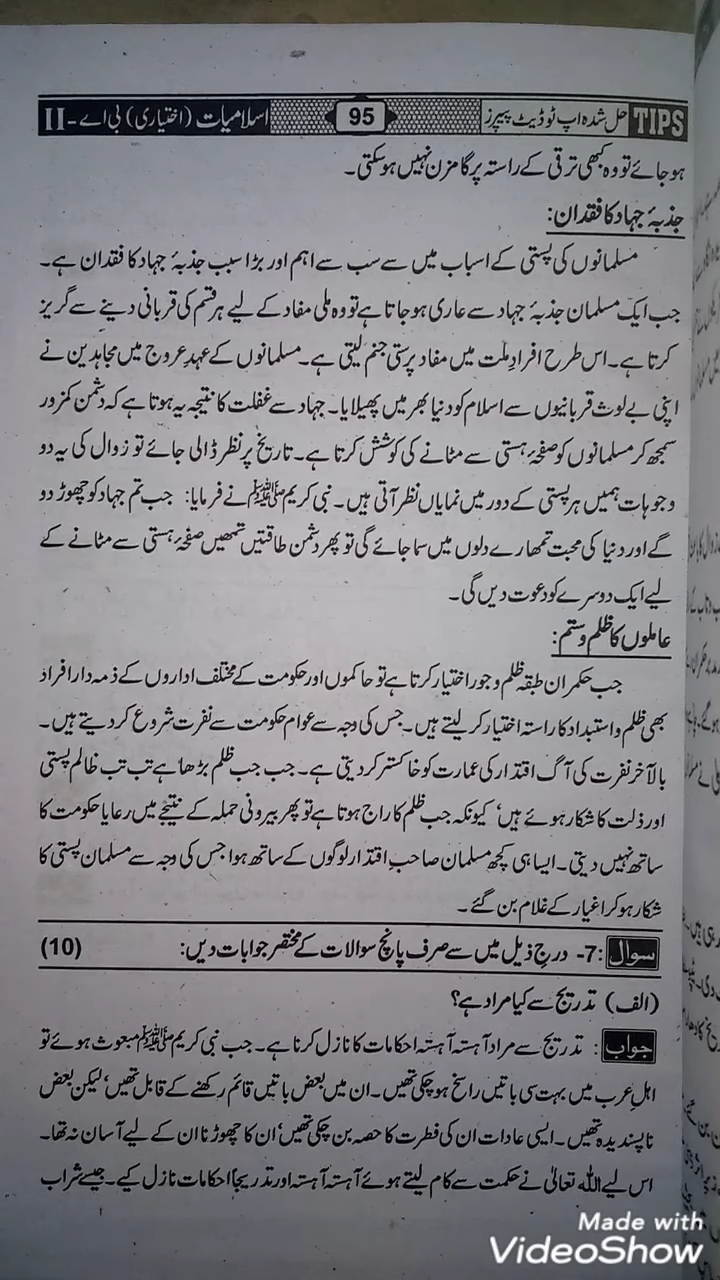 TIPS حل شدہ اپ ٹو ڈیٹ پیپرز 95 اسلامیات (اختیاری) بی اے-II
ہوجائے تو وہ کبھی ترقی کے راستہ پر گامزن نہیں ہوسکتی۔
جذبۂ جہاد کا فقدان:
مسلمانوں کی پستی کے اسباب میں سے سب سے اہم اور بڑا سبب جذبۂ جہاد کا فقدان ہے۔
جب ایک مسلمان جذبۂ جہاد سے عاری ہوجاتا ہے تو وہ ملی مفاد کے لیے ہر قسم کی قربانی دینے سے گریز
کرتا ہے۔ اس طرح افرادِ ملت میں مفاد پرستی جنم لیتی ہے۔ مسلمانوں کے عہدِ عروج میں مجاہدین نے
اپنی بے لوث قربانیوں سے اسلام کو دنیا بھر میں پھیلایا۔ جہاد سے غفلت کا نتیجہ یہ ہوتا ہے کہ دشمن کمزور
سمجھ کر مسلمانوں کو صفحۂ ہستی سے مٹانے کی کوشش کرتا ہے۔ تاریخ پر نظر ڈالی جائے تو زوال کی یہ دو
وجوہات ہمیں ہر پستی کے دور میں نمایاں نظر آتی ہیں۔ نبی کریم ﷺ نے فرمایا: جب تم جہاد کو چھوڑ دو
گے اور دنیا کی محبت تمھارے دلوں میں سما جائے گی تو پھر دشمن طاقتیں تمھیں صفحۂ ہستی سے مٹانے کے
لیے ایک دوسرے کو دعوت دیں گی۔
عاملوں کا ظلم و ستم:
جب حکمران طبقہ ظلم و جور اختیار کرتا ہے تو حاکموں اور حکومت کے مختلف اداروں کے ذمہ دار افراد
بھی ظلم و استبداد کا راستہ اختیار کر لیتے ہیں۔ جس کی وجہ سے عوام حکومت سے نفرت شروع کر دیتے ہیں۔
بالآخر نفرت کی آگ اقتدار کی عمارت کو خاکستر کر دیتی ہے۔ جب جب ظلم بڑھا ہے تب تب ظالم پستی
اور ذلت کا شکار ہوئے ہیں‘ کیونکہ جب ظلم کا راج ہوتا ہے تو پھر بیرونی حملہ کے نتیجے میں رعایا حکومت کا
ساتھ نہیں دیتی۔ ایسا ہی کچھ مسلمان صاحبِ اقتدار لوگوں کے ساتھ ہوا جس کی وجہ سے مسلمان پستی کا
شکار ہو کر اغیار کے غلام بن گئے۔
سوال :7- درج ذیل میں سے صرف پانچ سوالات کے مختصر جوابات دیں: (10)
(الف) تدریج سے کیا مراد ہے؟
جواب : تدریج سے مراد آہستہ آہستہ احکامات کا نازل کرنا ہے۔ جب نبی کریم ﷺ مبعوث ہوئے تو
اہلِ عرب میں بہت سی باتیں راسخ ہوچکی تھیں۔ ان میں بعض باتیں قائم رکھنے کے قابل تھیں‘ لیکن بعض
ناپسندیدہ تھیں۔ ایسی عادات ان کی فطرت کا حصہ بن چکی تھیں‘ ان کا چھوڑنا ان کے لیے آسان نہ تھا۔
اس لیے اللہ تعالیٰ نے حکمت سے کام لیتے ہوئے آہستہ آہستہ اور تدریجاً احکامات نازل کیے۔ جیسے شراب
Made with
VideoShow